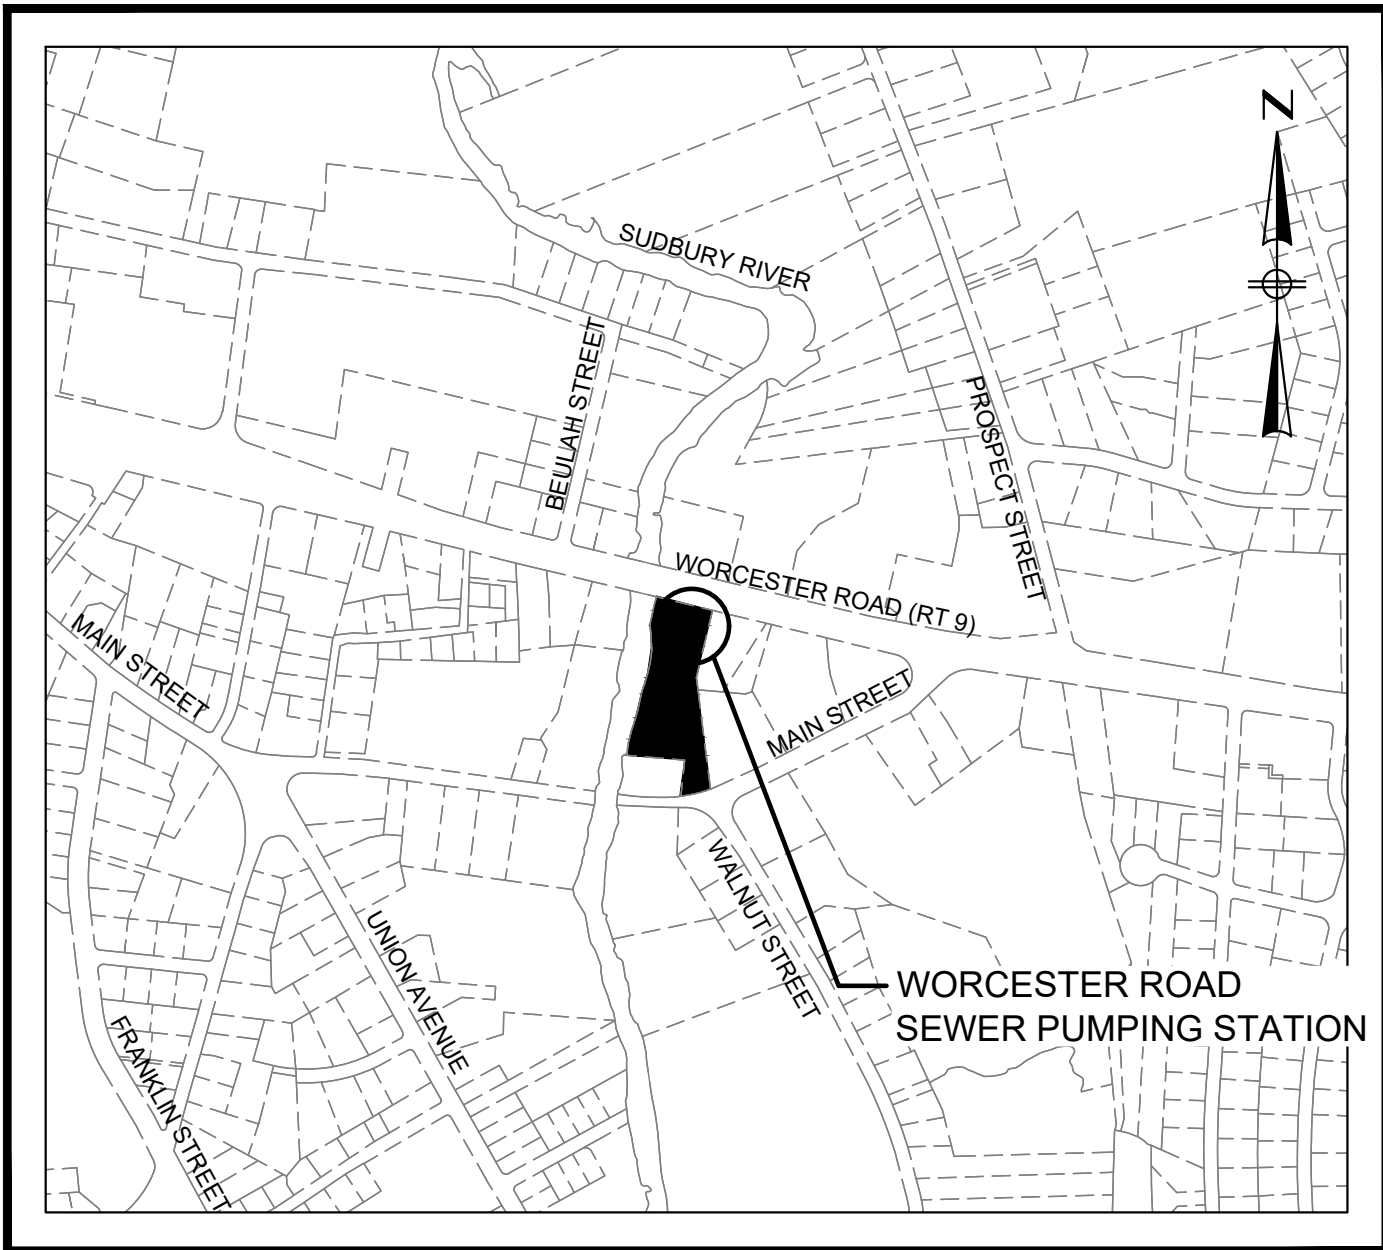 N
SUDBURY RIVER
BEULAH STREET
PROSPECT STREET
WORCESTER ROAD (RT 9)
MAIN STREET
MAIN STREET
WALNUT STREET
UNION AVENUE
WORCESTER ROAD
SEWER PUMPING STATION
FRANKLIN STREET